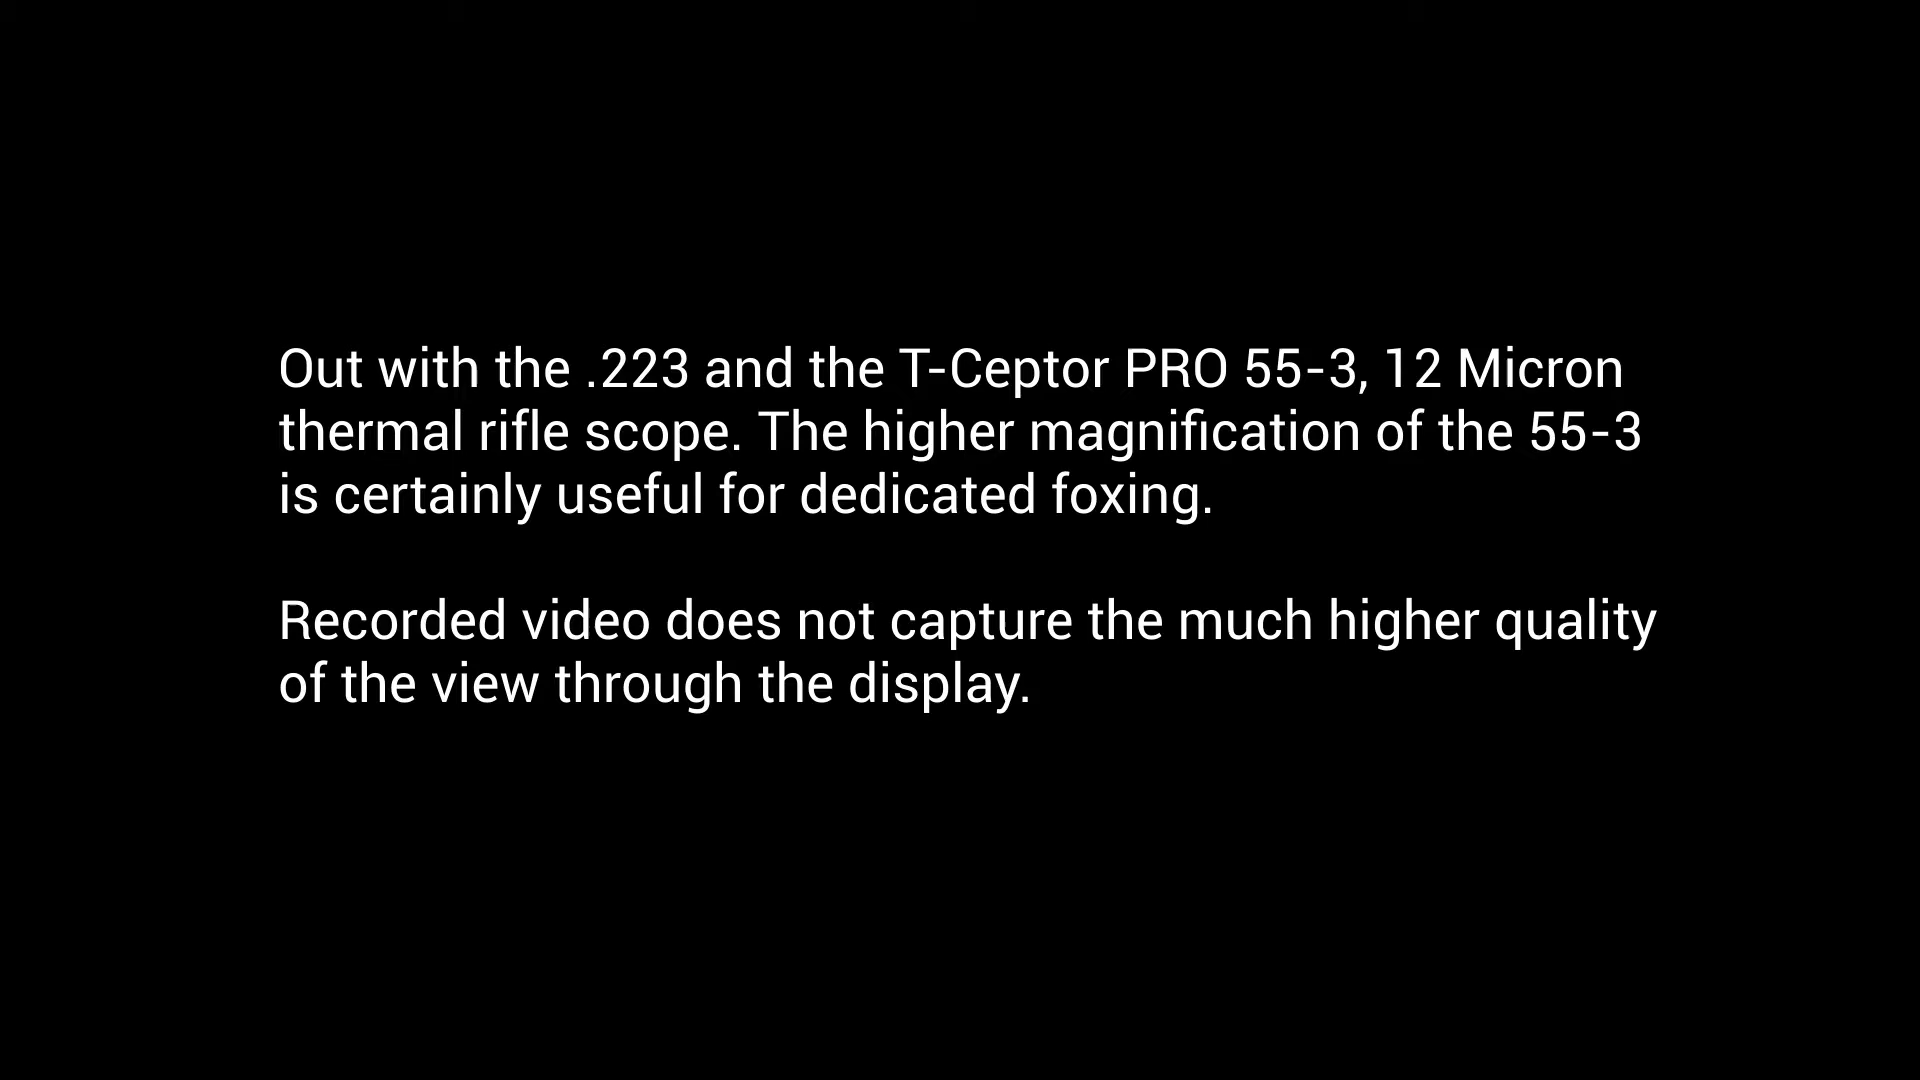 Out with the .223 and the T-Ceptor PRO 55-3, 12 Micron
thermal rifle scope. The higher magnification of the 55-3
is certainly useful for dedicated foxing.
Recorded video does not capture the much higher quality
of the view through the display.